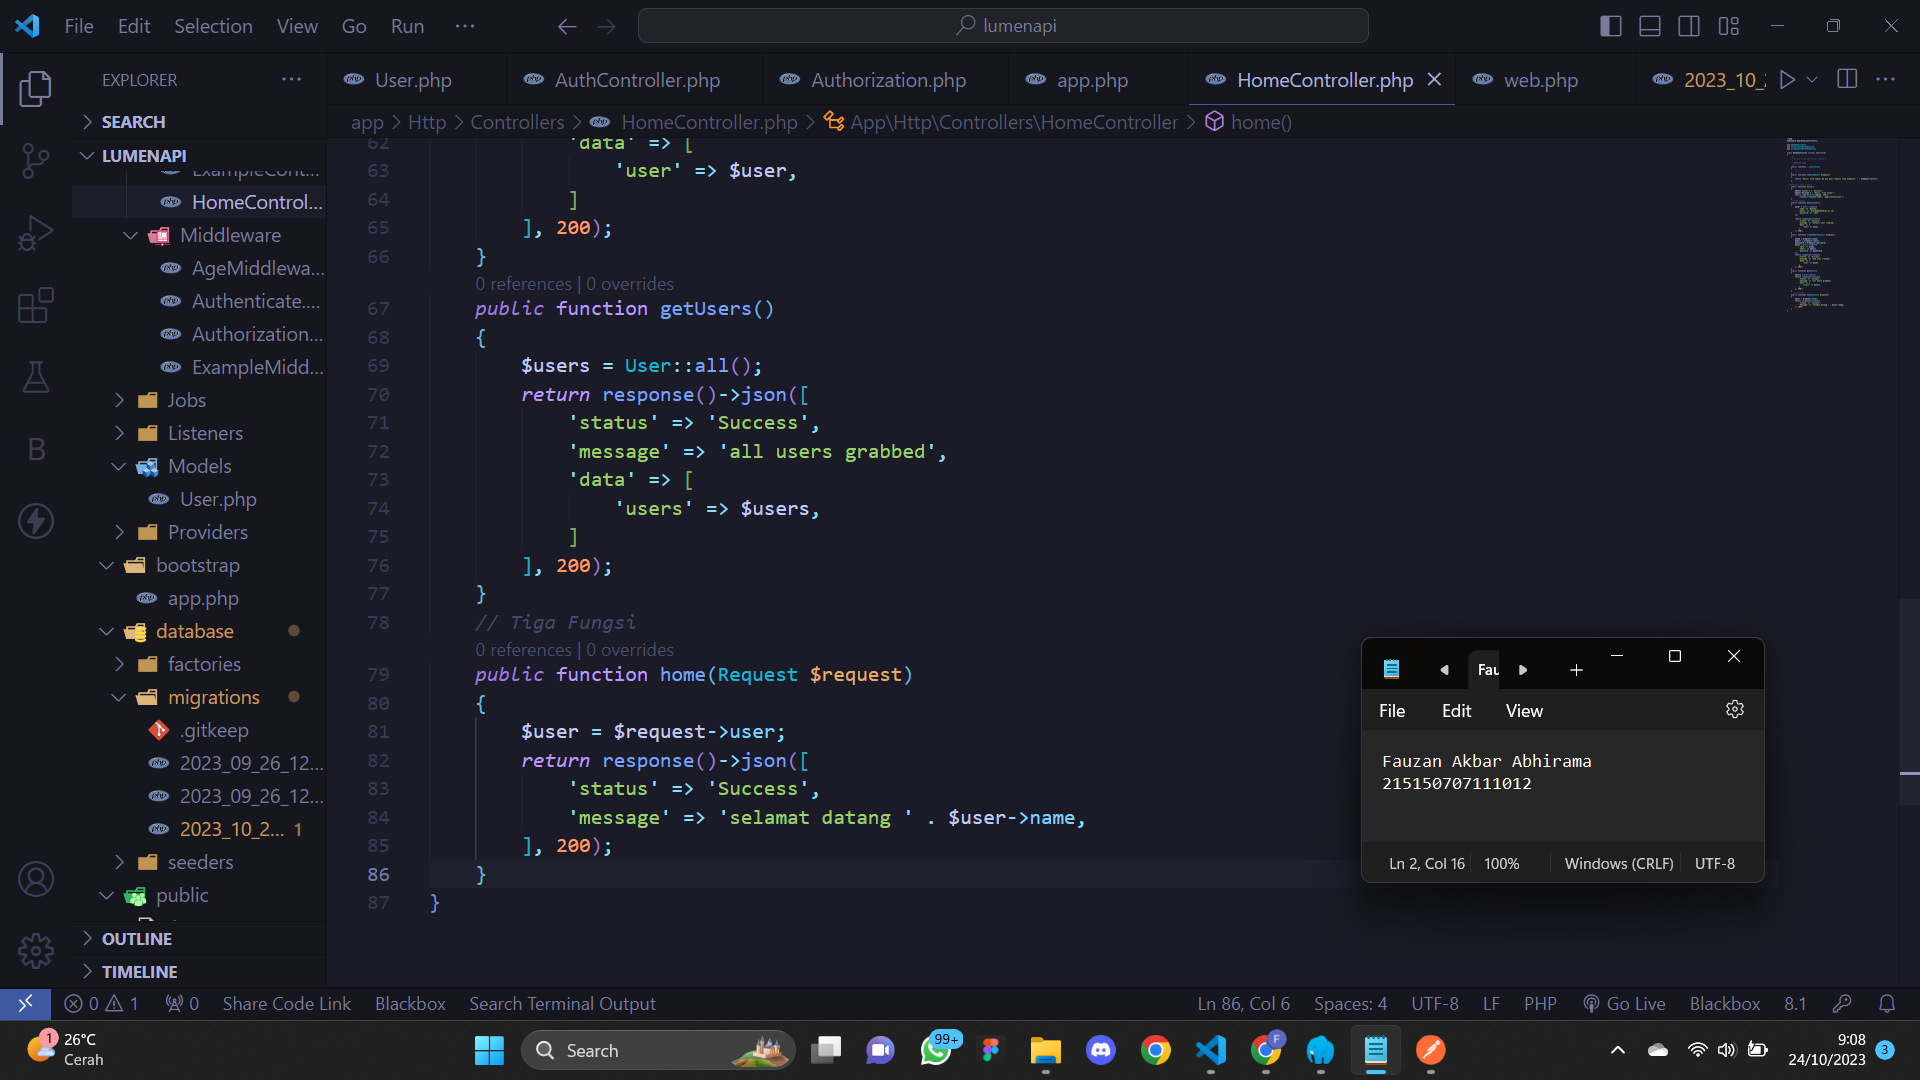 File Edit Selection View Go Run ···
lumenapi
EXPLORER
SEARCH
LUMENAPI
HomeControl...
Middleware
AgeMiddlewa...
Authenticate....
Authorization...
ExampleMidd...
Jobs
Listeners
Models
User.php
Providers
bootstrap
app.php
database
factories
migrations
.gitkeep
2023_09_26_12...
2023_09_26_12...
2023_10_2... 1
seeders
public
OUTLINE
TIMELINE
User.php AuthController.php Authorization.php app.php HomeController.php web.php 2023_10_
app > Http > Controllers > HomeController.php > App\Http\Controllers\HomeController > home()
62 'data' => [
63 'user' => $user,
64 ]
65 ], 200);
66 }
0 references | 0 overrides
67 public function getUsers()
68 {
69 $users = User::all();
70 return response()->json([
71 'status' => 'Success',
72 'message' => 'all users grabbed',
73 'data' => [
74 'users' => $users,
75 ]
76 ], 200);
77 }
78 // Tiga Fungsi
0 references | 0 overrides
79 public function home(Request $request)
80 {
81 $user = $request->user;
82 return response()->json([
83 'status' => 'Success',
84 'message' => 'selamat datang ' . $user->name,
85 ], 200);
86 }
87 }
Fau
File Edit View
Fauzan Akbar Abhirama
215150707111012
Ln 2, Col 16 100% Windows (CRLF) UTF-8
0 1 0 Share Code Link Blackbox Search Terminal Output Ln 86, Col 6 Spaces: 4 UTF-8 LF PHP Go Live Blackbox 8.1
1 26°C
Cerah
Search
99+
F
9:08
24/10/2023
3